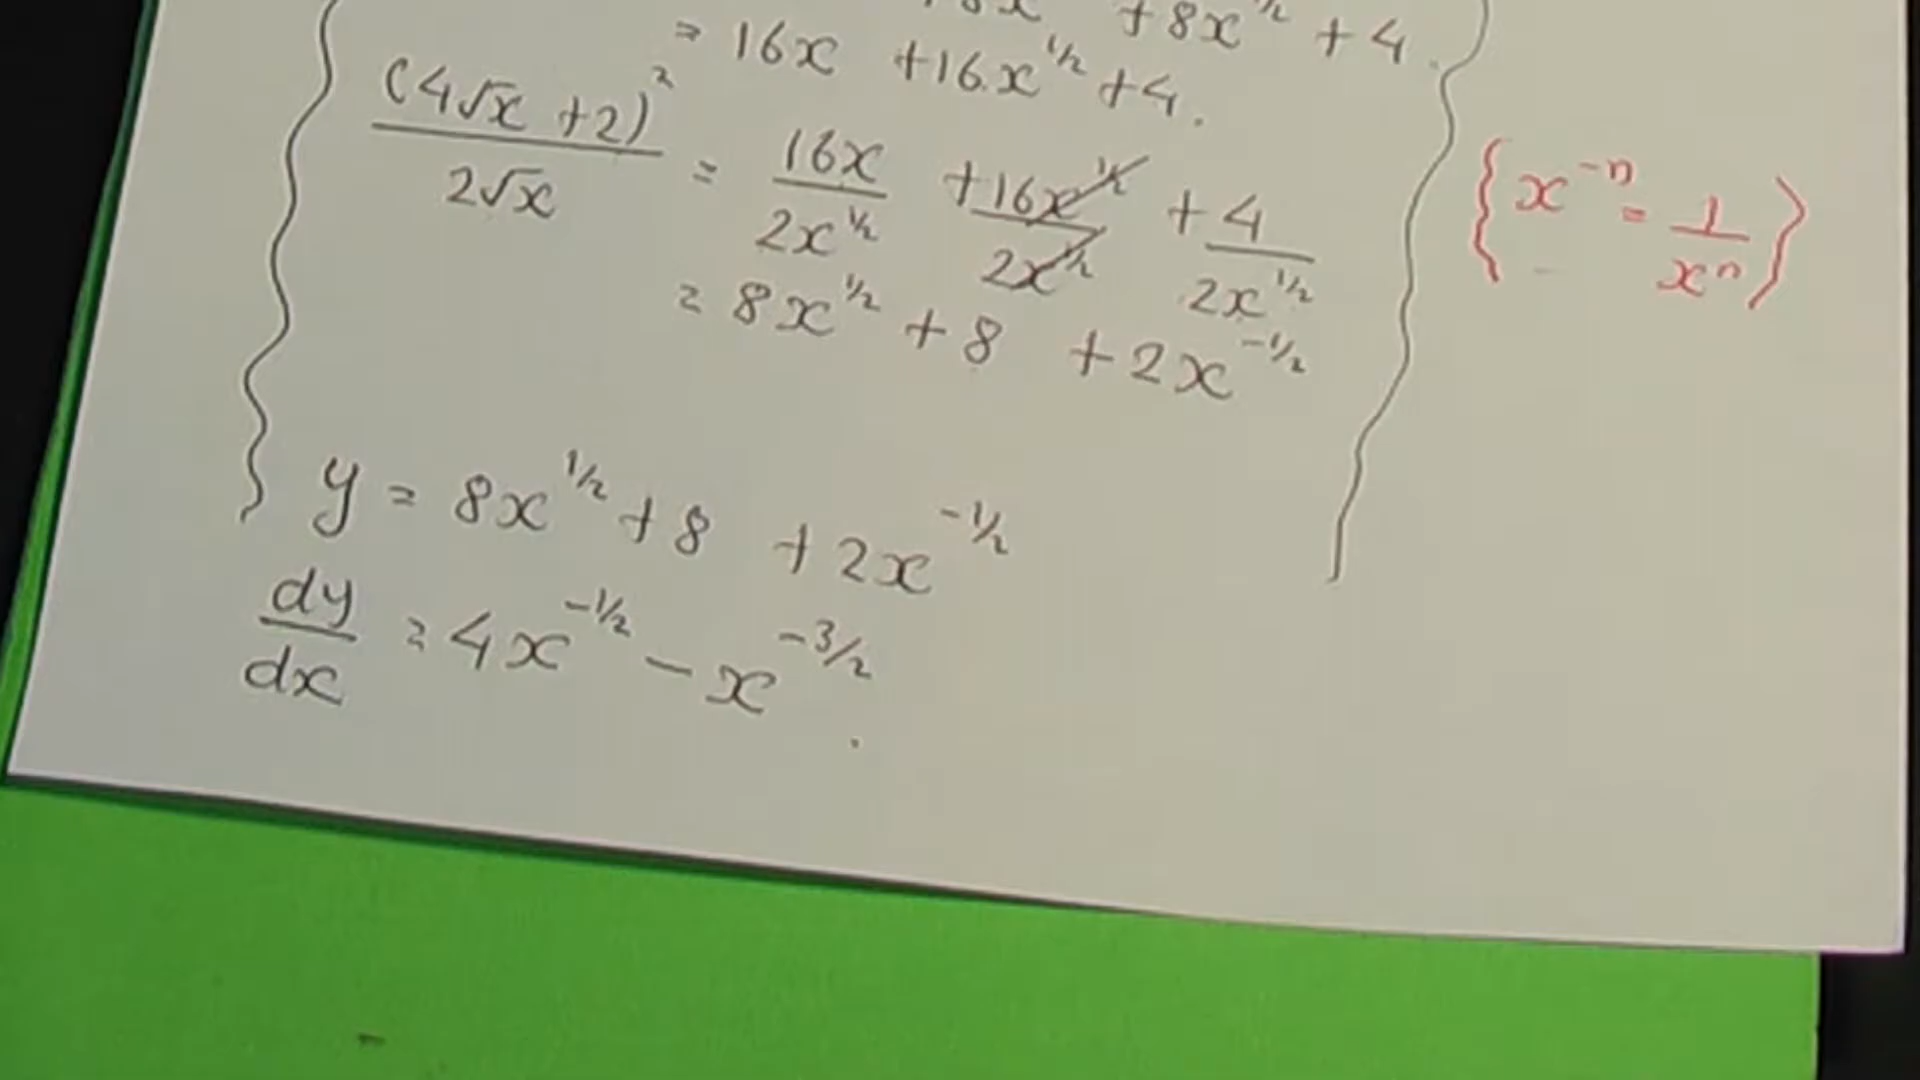 +8x^{1/2} + 4.
= 16x + 16x^{1/2} + 4.
(4√x + 2)² / 2√x = 16x / 2x^{1/2} + 16x^{1/2} / 2x^{1/2} + 4 / 2x^{1/2}
{x^{-n} = 1/x^n}
= 8x^{1/2} + 8 + 2x^{-1/2}
y = 8x^{1/2} + 8 + 2x^{-1/2}
dy/dx = 4x^{-1/2} - x^{-3/2}.